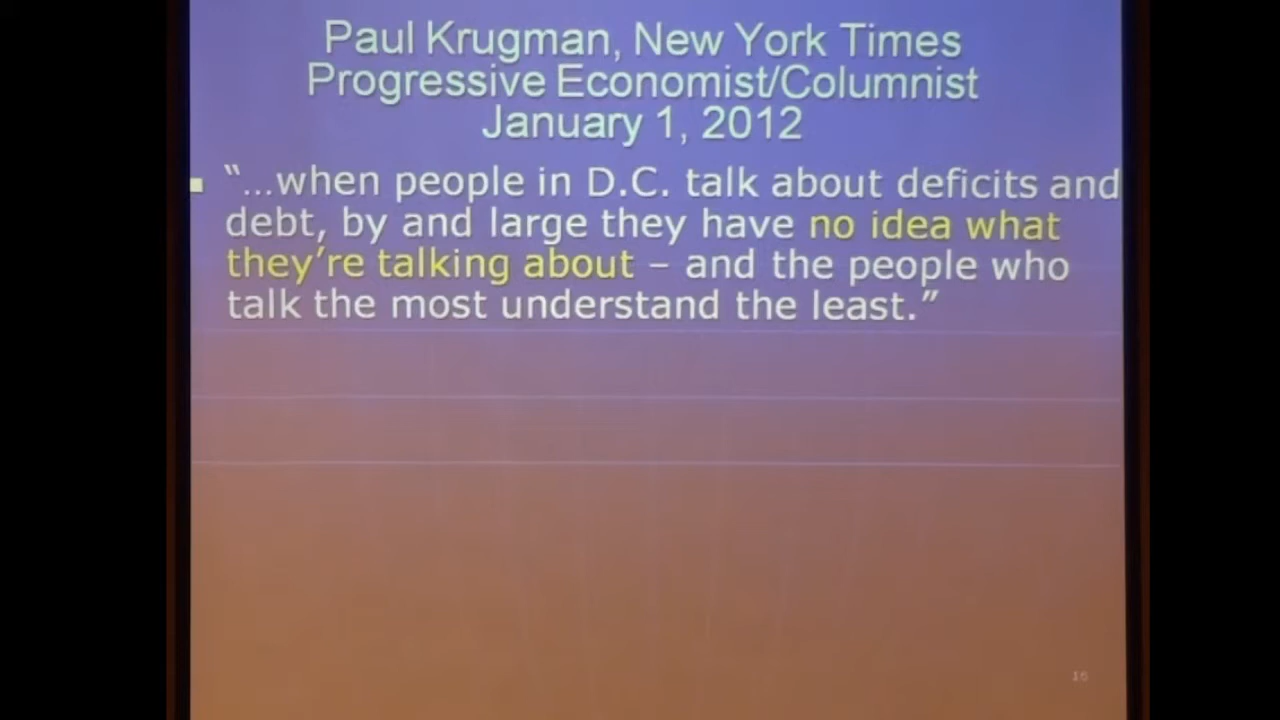 Paul Krugman, New York Times
Progressive Economist/Columnist
January 1, 2012
“…when people in D.C. talk about deficits and
debt, by and large they have no idea what
they’re talking about – and the people who
talk the most understand the least.”
16